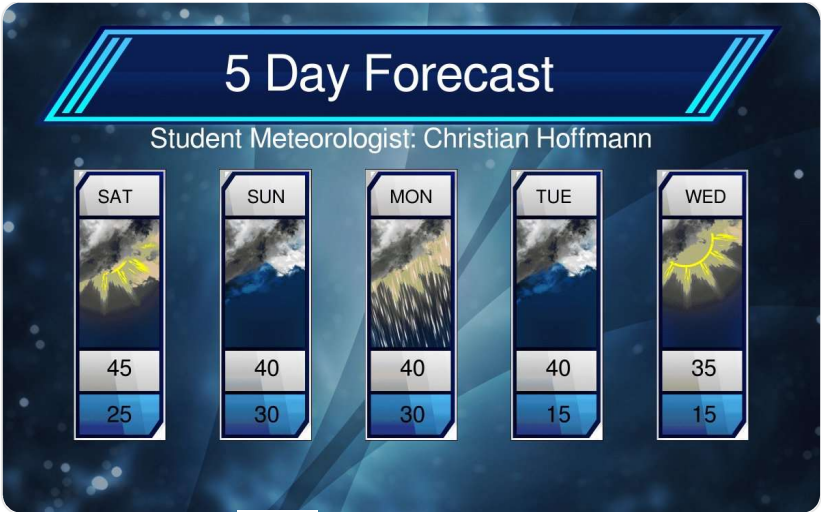 5 Day Forecast
Student Meteorologist: Christian Hoffmann
SAT SUN MON TUE WED
45 40 40 40 35
25 30 30 15 15